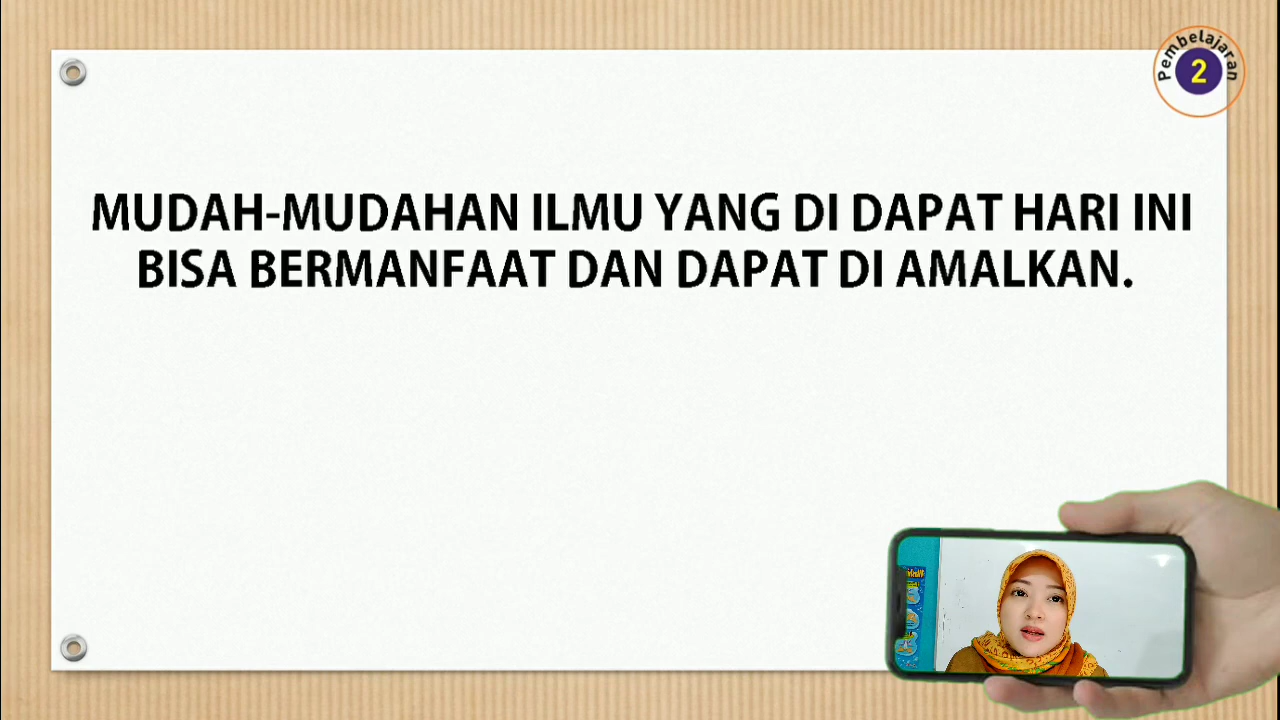 Pembelajaran
2
MUDAH-MUDAHAN ILMU YANG DI DAPAT HARI INI
BISA BERMANFAAT DAN DAPAT DI AMALKAN.